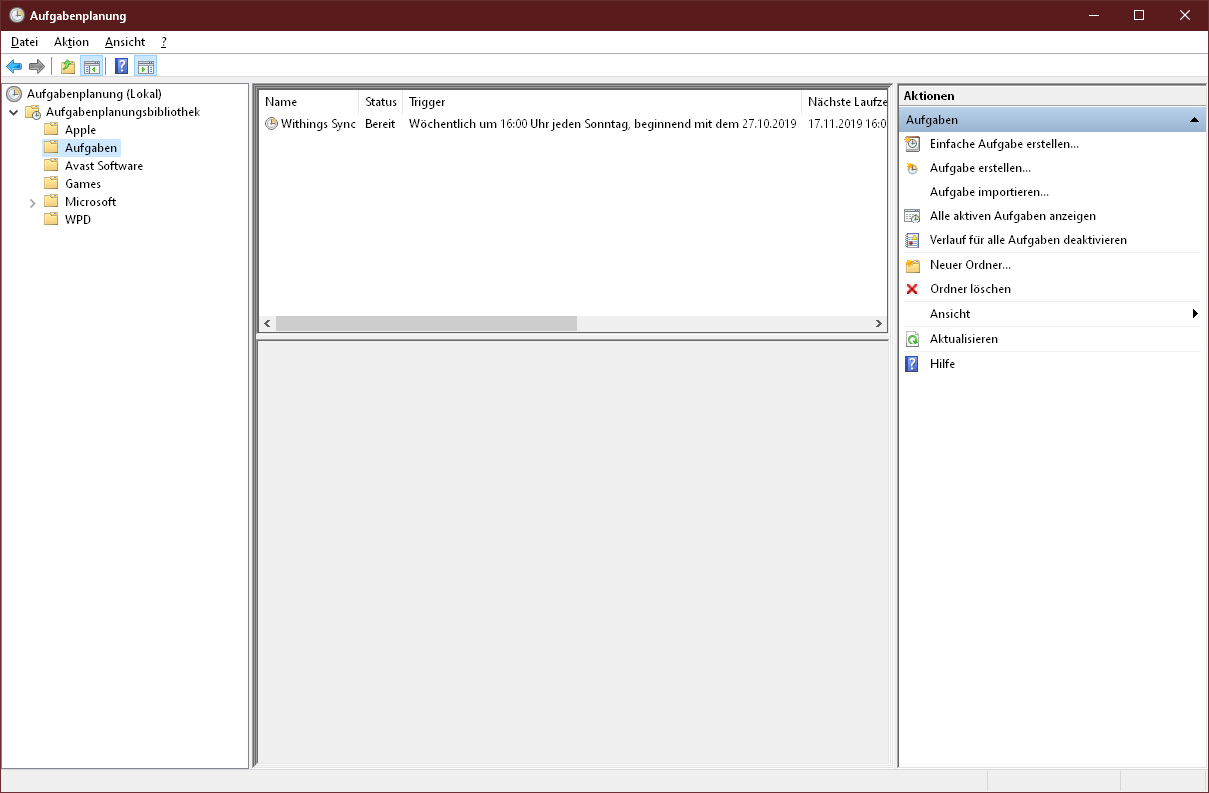 Aufgabenplanung
Datei Aktion Ansicht ?
Aufgabenplanung (Lokal)
Aufgabenplanungsbibliothek
Apple
Aufgaben
Avast Software
Games
Microsoft
WPD
Name Status Trigger Nächste Laufze
Withings Sync Bereit Wöchentlich um 16:00 Uhr jeden Sonntag, beginnend mit dem 27.10.2019 17.11.2019 16:0
Aktionen
Aufgaben
Einfache Aufgabe erstellen...
Aufgabe erstellen...
Aufgabe importieren...
Alle aktiven Aufgaben anzeigen
Verlauf für alle Aufgaben deaktivieren
Neuer Ordner...
Ordner löschen
Ansicht
Aktualisieren
Hilfe